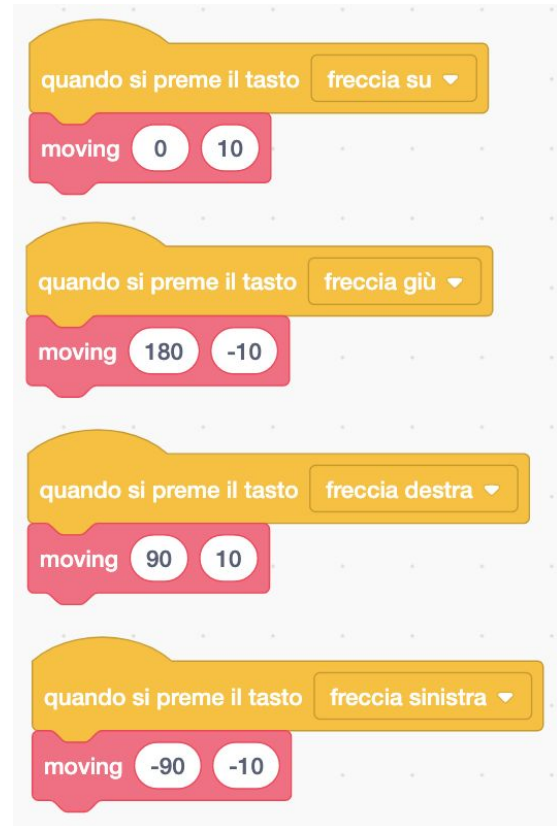 quando si preme il tasto freccia su
moving 0 10
quando si preme il tasto freccia giù
moving 180 -10
quando si preme il tasto freccia destra
moving 90 10
quando si preme il tasto freccia sinistra
moving -90 -10